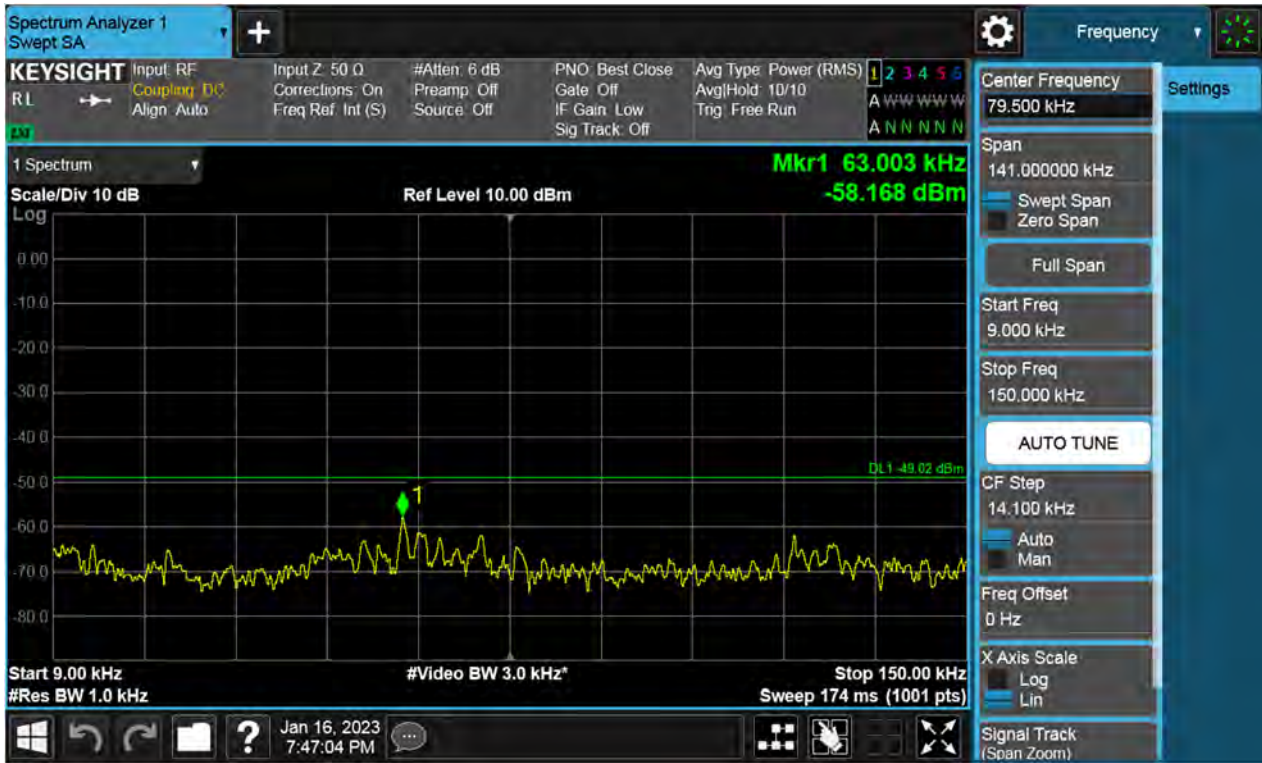 Spectrum Analyzer 1
Swept SA
+
Frequency
KEYSIGHT
RL
LXI
Input: RF
Coupling: DC
Align: Auto
Input Z: 50 Ω
Corrections: On
Freq Ref: Int (S)
#Atten: 6 dB
Preamp: Off
Source: Off
PNO: Best Close
Gate: Off
IF Gain: Low
Sig Track: Off
Avg Type: Power (RMS)
Avg|Hold: 10/10
Trig: Free Run
1 2 3 4 5 6
A W W W W W
A N N N N N
Center Frequency
79.500 kHz
Settings
Span
141.000000 kHz
Swept Span
Zero Span
Full Span
Start Freq
9.000 kHz
Stop Freq
150.000 kHz
AUTO TUNE
CF Step
14.100 kHz
Auto
Man
Freq Offset
0 Hz
X Axis Scale
Log
Lin
Signal Track
(Span Zoom)
1 Spectrum
Mkr1 63.003 kHz
Scale/Div 10 dB
Ref Level 10.00 dBm
-58.168 dBm
Log
0.00
-10.0
-20.0
-30.0
-40.0
DL1 -49.02 dBm
-50.0
1
-60.0
-70.0
-80.0
Start 9.00 kHz
#Video BW 3.0 kHz*
Stop 150.00 kHz
#Res BW 1.0 kHz
Sweep 174 ms (1001 pts)
?
Jan 16, 2023
7:47:04 PM